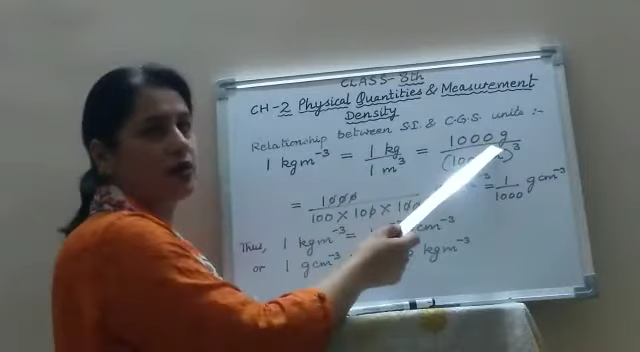 CLASS-8th
CH-2 Physical Quantities & Measurement
Density
Relationship between S.I. & C.G.S. units :-
1 kgm⁻³ = 1 kg / 1 m³ = 1000 g / (100 )³
= 1000 / 100 × 100 × 100 = 1/1000 gcm⁻³
Thus, 1 kgm⁻³ = cm⁻³
or 1 gcm⁻³ kgm⁻³